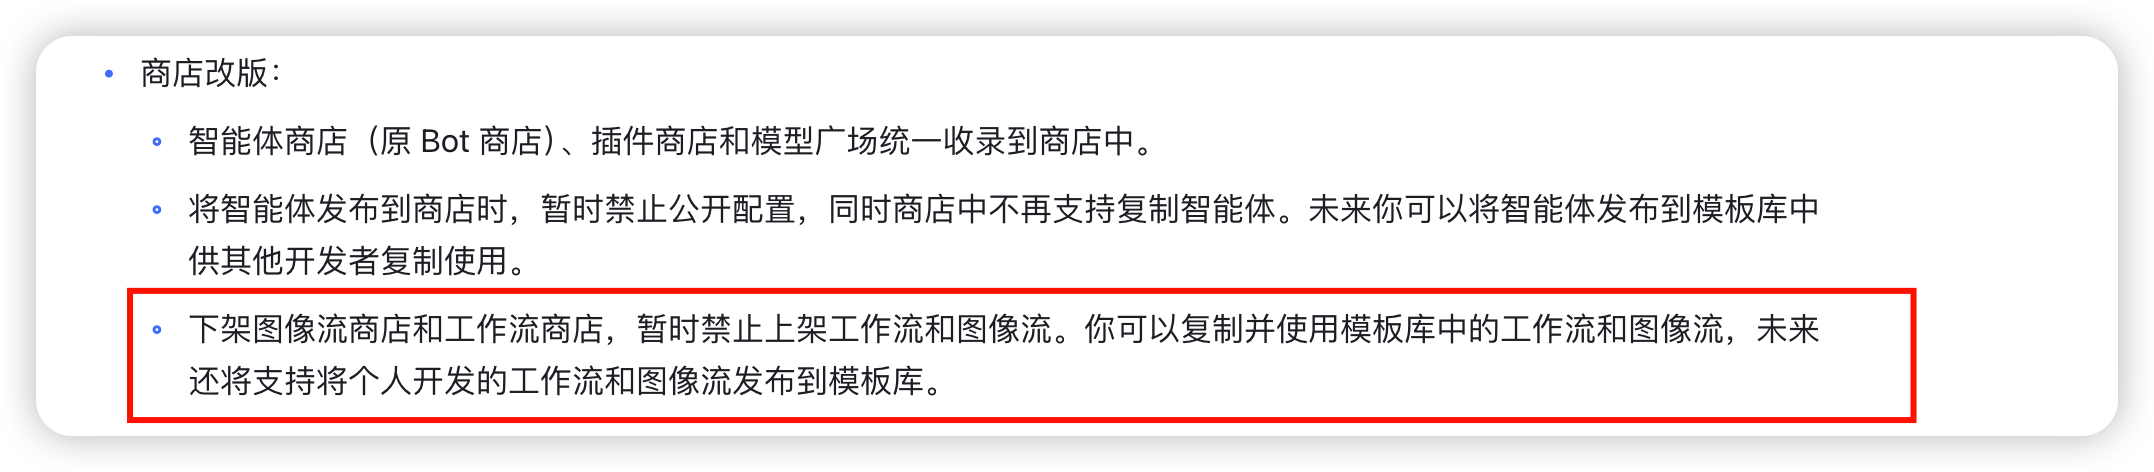 商店改版：
智能体商店（原 Bot 商店）、插件商店和模型广场统一收录到商店中。
将智能体发布到商店时，暂时禁止公开配置，同时商店中不再支持复制智能体。未来你可以将智能体发布到模板库中
供其他开发者复制使用。
下架图像流商店和工作流商店，暂时禁止上架工作流和图像流。你可以复制并使用模板库中的工作流和图像流，未来
还将支持将个人开发的工作流和图像流发布到模板库。